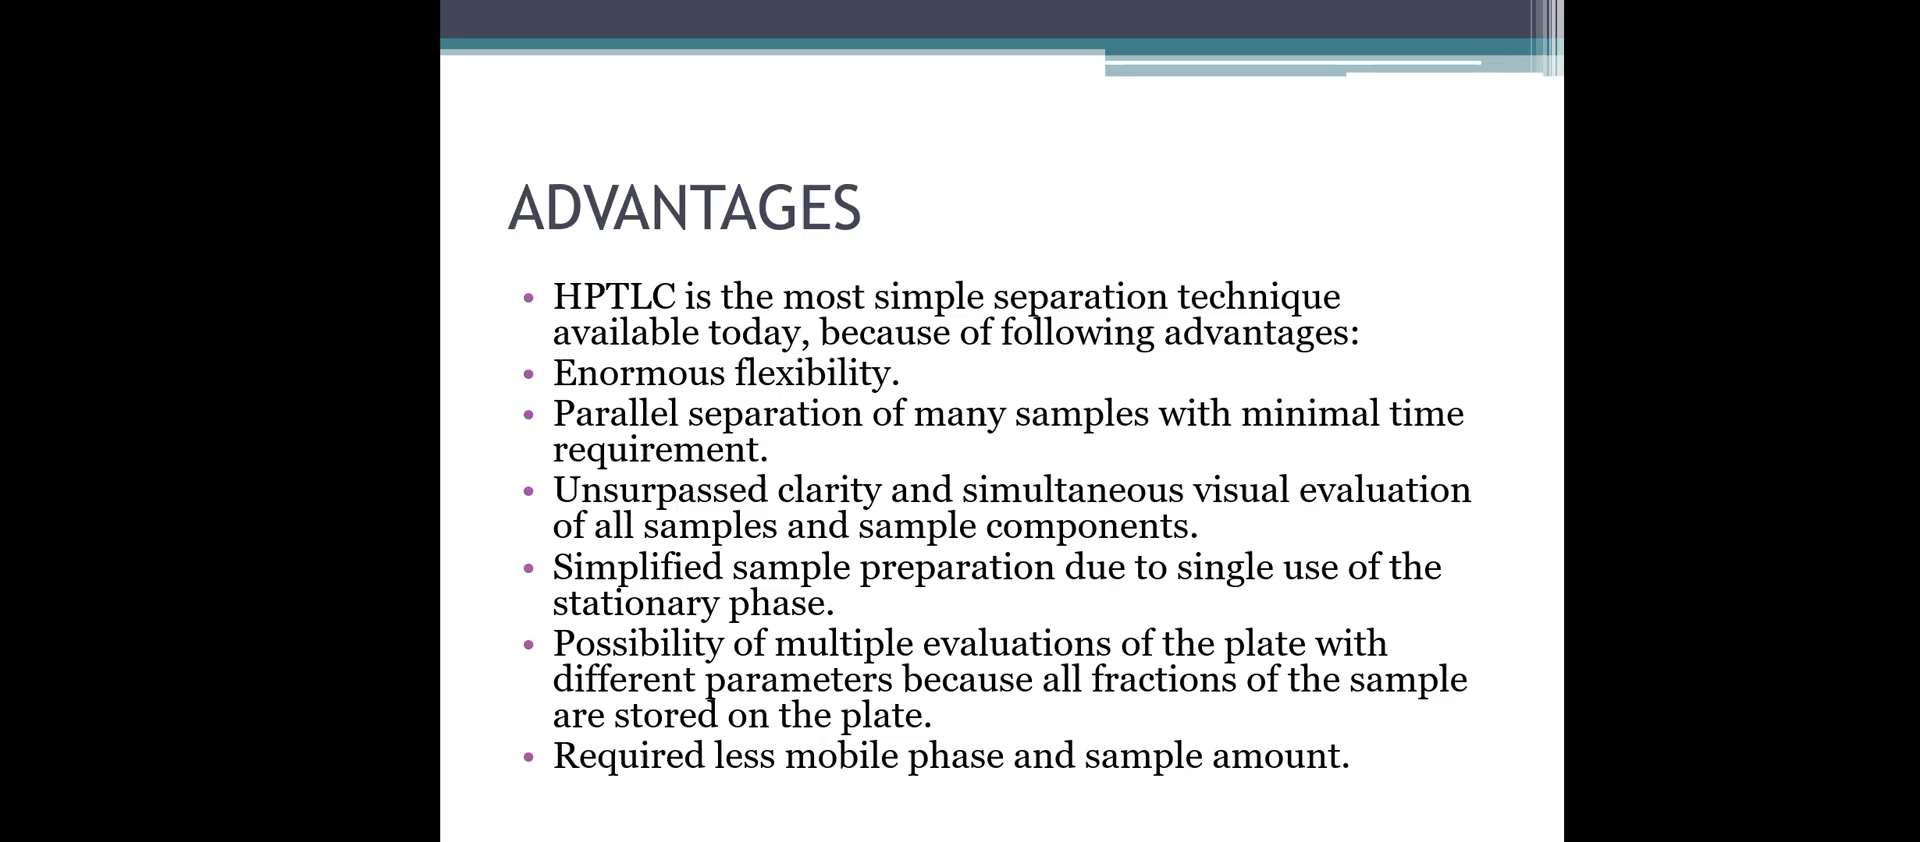 ADVANTAGES
• HPTLC is the most simple separation technique
available today, because of following advantages:
• Enormous flexibility.
• Parallel separation of many samples with minimal time
requirement.
• Unsurpassed clarity and simultaneous visual evaluation
of all samples and sample components.
• Simplified sample preparation due to single use of the
stationary phase.
• Possibility of multiple evaluations of the plate with
different parameters because all fractions of the sample
are stored on the plate.
• Required less mobile phase and sample amount.